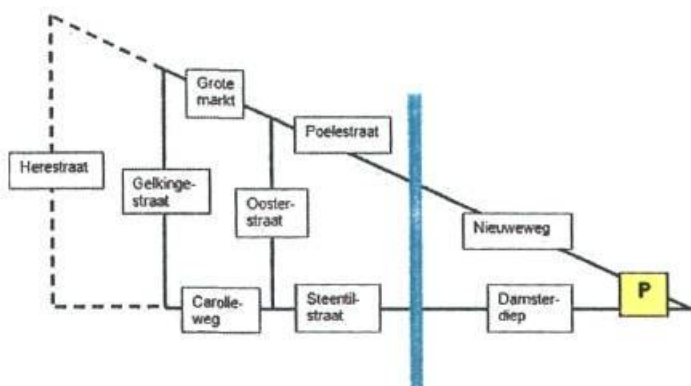 Grote
markt
Poelestraat
Herestraat
Gelkinge-
straat
Ooster-
straat
Nieuweweg
P
Carolie-
weg
Steentil-
straat
Damster-
diep